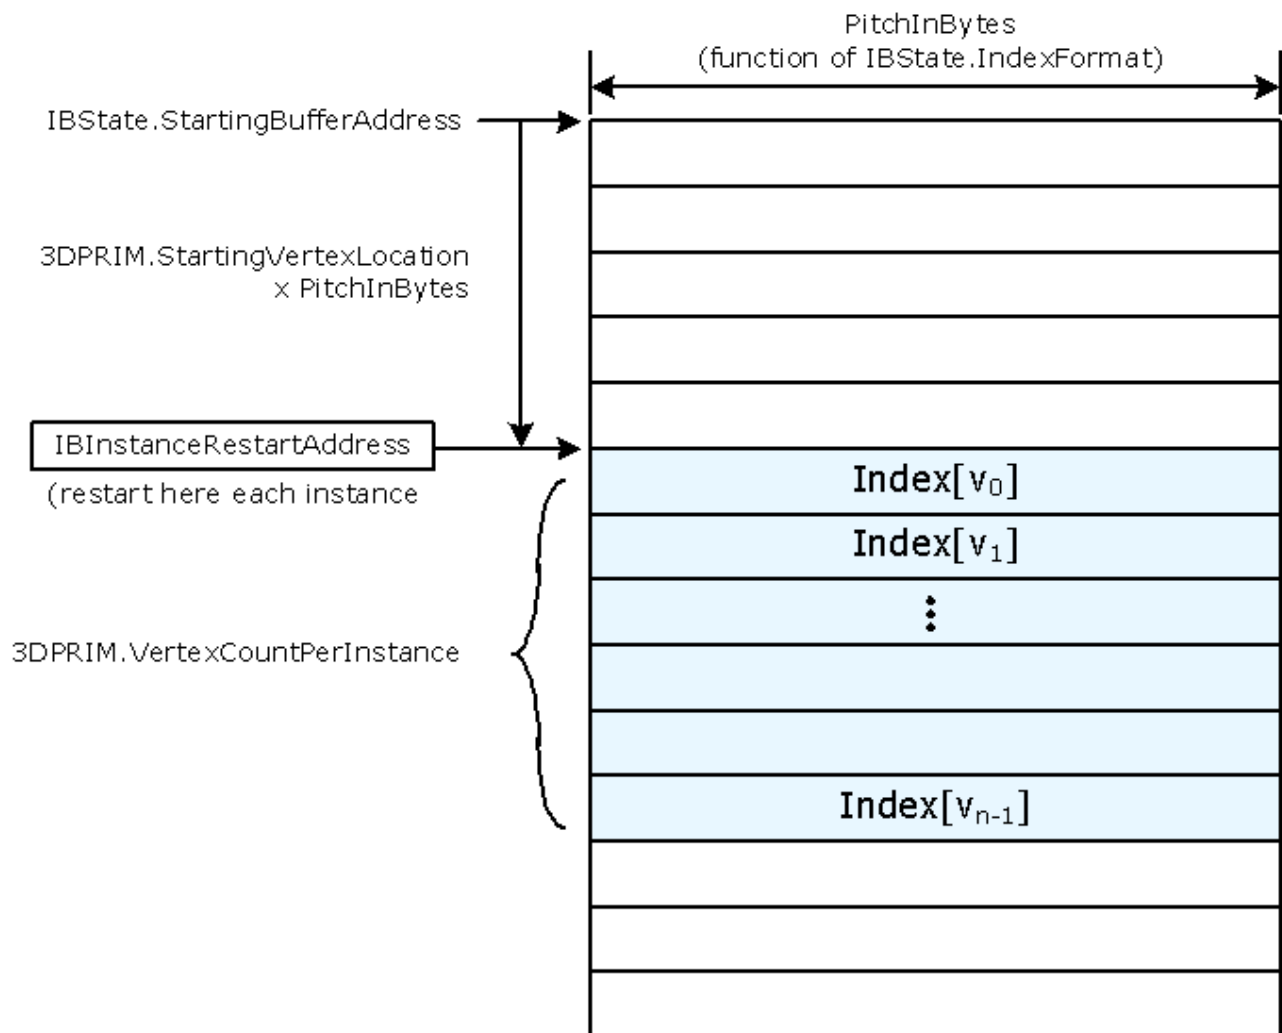 PitchInBytes
(function of IBState.IndexFormat)
IBState.StartingBufferAddress
3DPRIM.StartingVertexLocation
x PitchInBytes
IBInstanceRestartAddress
(restart here each instance
Index[v₀]
Index[v₁]
⋮
3DPRIM.VertexCountPerInstance
Index[vₙ₋₁]